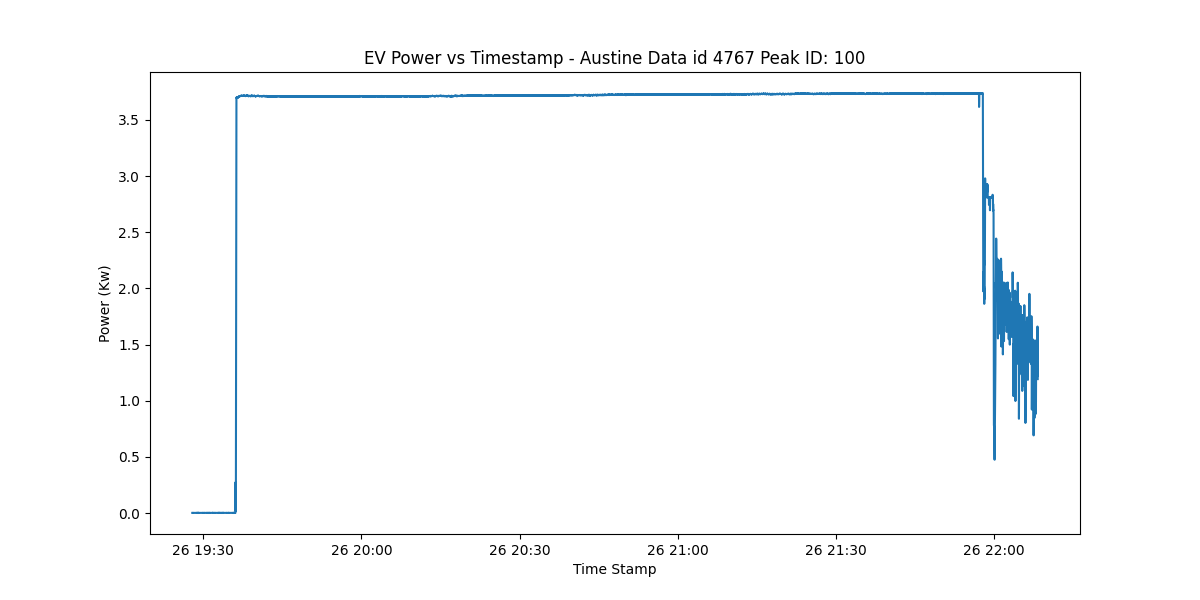 EV Power vs Timestamp - Austine Data id 4767 Peak ID: 100
3.5
3.0
2.5
2.0
1.5
1.0
0.5
0.0
Power (Kw)
26 19:30 26 20:00 26 20:30 26 21:00 26 21:30 26 22:00
Time Stamp